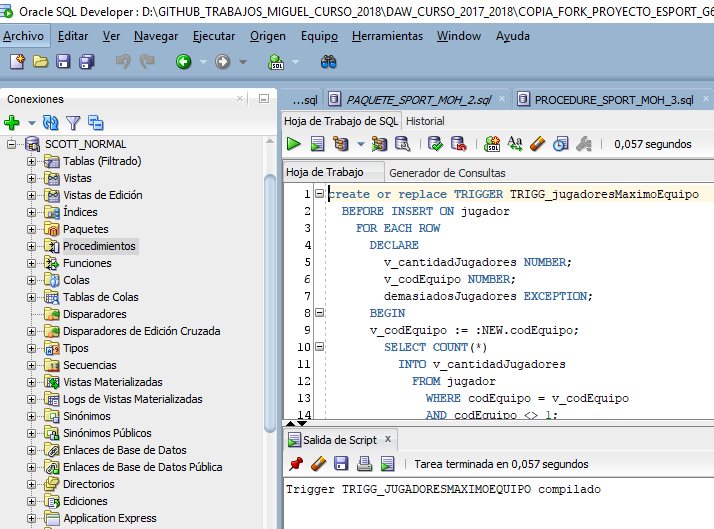 Oracle SQL Developer : D:\GITHUB_TRABAJOS_MIGUEL_CURSO_2018\DAW_CURSO_2017_2018\COPIA_FORK_PROYECTO_ESPORT_G6
Archivo Editar Ver Navegar Ejecutar Origen Equipo Herramientas Window Ayuda
Conexiones
SCOTT_NORMAL
Tablas (Filtrado)
Vistas
Vistas de Edición
Índices
Paquetes
Procedimientos
Funciones
Colas
Tablas de Colas
Disparadores
Disparadores de Edición Cruzada
Tipos
Secuencias
Vistas Materializadas
Logs de Vistas Materializadas
Sinónimos
Sinónimos Públicos
Enlaces de Base de Datos
Enlaces de Base de Datos Pública
Directorios
Ediciones
Application Express
...sql PAQUETE_SPORT_MOH_2.sql PROCEDURE_SPORT_MOH_3.sql
Hoja de Trabajo de SQL Historial
0,057 segundos
Hoja de Trabajo Generador de Consultas
1 create or replace TRIGGER TRIGG_jugadoresMaximoEquipo
2 BEFORE INSERT ON jugador
3 FOR EACH ROW
4 DECLARE
5 v_cantidadJugadores NUMBER;
6 v_codEquipo NUMBER;
7 demasiadosJugadores EXCEPTION;
8 BEGIN
9 v_codEquipo := :NEW.codEquipo;
10 SELECT COUNT(*)
11 INTO v_cantidadJugadores
12 FROM jugador
13 WHERE codEquipo = v_codEquipo
14 AND codEquipo <> 1;
Salida de Script
Tarea terminada en 0,057 segundos
Trigger TRIGG_JUGADORESMAXIMOEQUIPO compilado